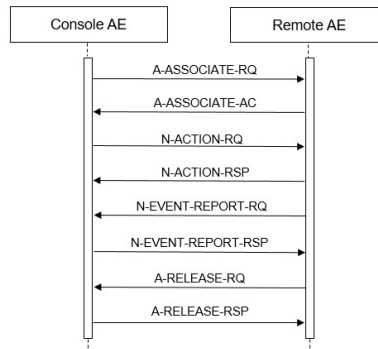 Console AE
Remote AE
A-ASSOCIATE-RQ
A-ASSOCIATE-AC
N-ACTION-RQ
N-ACTION-RSP
N-EVENT-REPORT-RQ
N-EVENT-REPORT-RSP
A-RELEASE-RQ
A-RELEASE-RSP